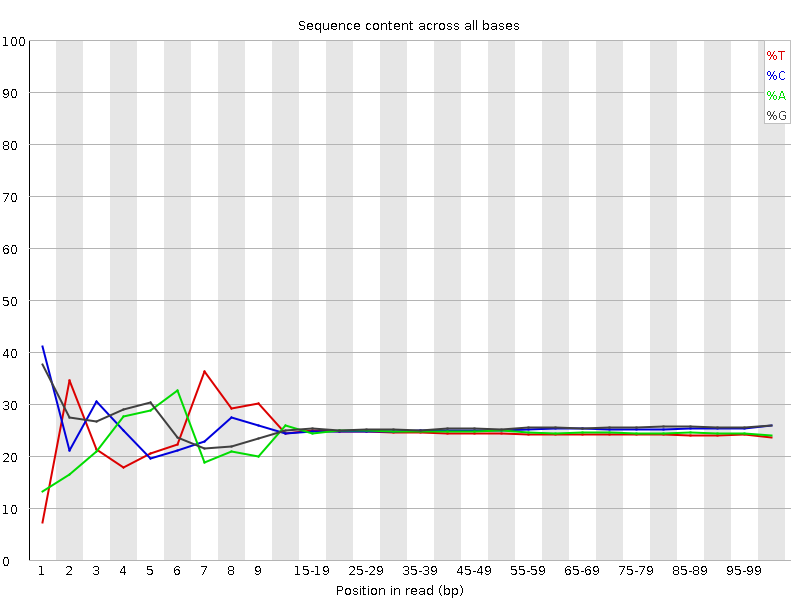 Sequence content across all bases
100
90
80
70
60
50
40
30
20
10
0
%T
%C
%A
%G
1 2 3 4 5 6 7 8 9 15-19 25-29 35-39 45-49 55-59 65-69 75-79 85-89 95-99
Position in read (bp)